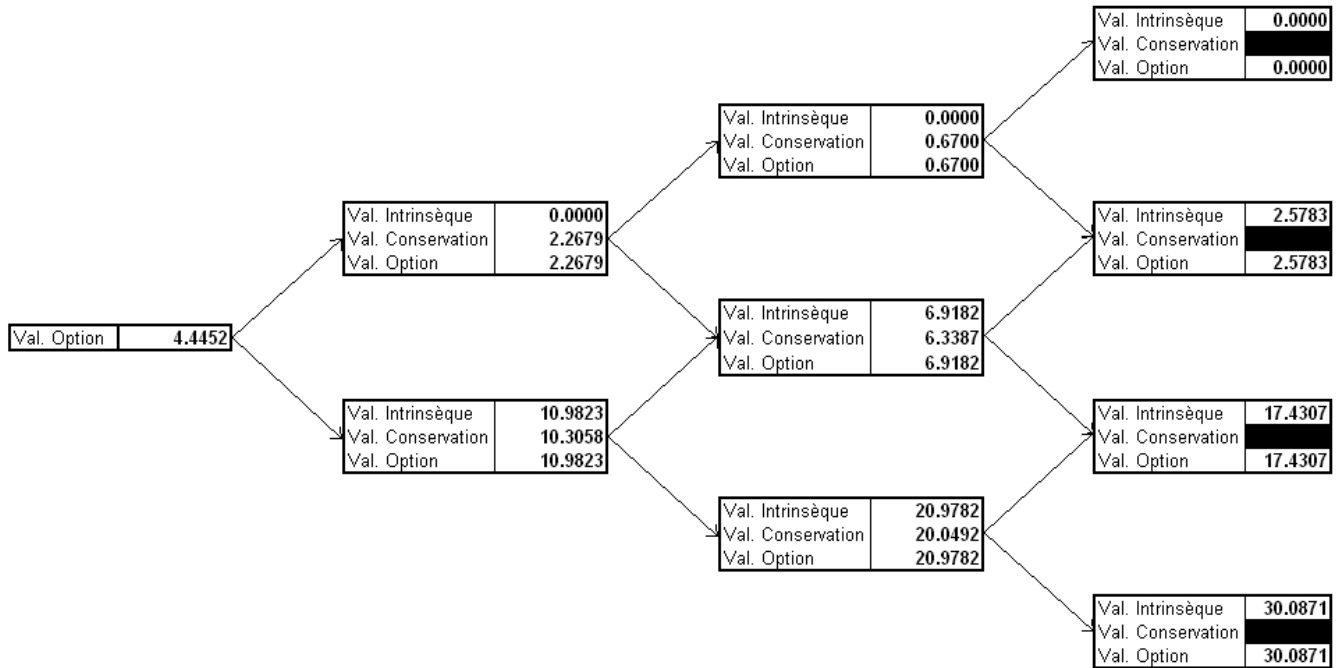 Val. Intrinsèque 0.0000
Val. Conservation
Val. Option 0.0000
Val. Intrinsèque 0.0000
Val. Conservation 0.6700
Val. Option 0.6700
Val. Intrinsèque 0.0000
Val. Conservation 2.2679
Val. Option 2.2679
Val. Intrinsèque 2.5783
Val. Conservation
Val. Option 2.5783
Val. Option 4.4452
Val. Intrinsèque 6.9182
Val. Conservation 6.3387
Val. Option 6.9182
Val. Intrinsèque 10.9823
Val. Conservation 10.3058
Val. Option 10.9823
Val. Intrinsèque 17.4307
Val. Conservation
Val. Option 17.4307
Val. Intrinsèque 20.9782
Val. Conservation 20.0492
Val. Option 20.9782
Val. Intrinsèque 30.0871
Val. Conservation
Val. Option 30.0871